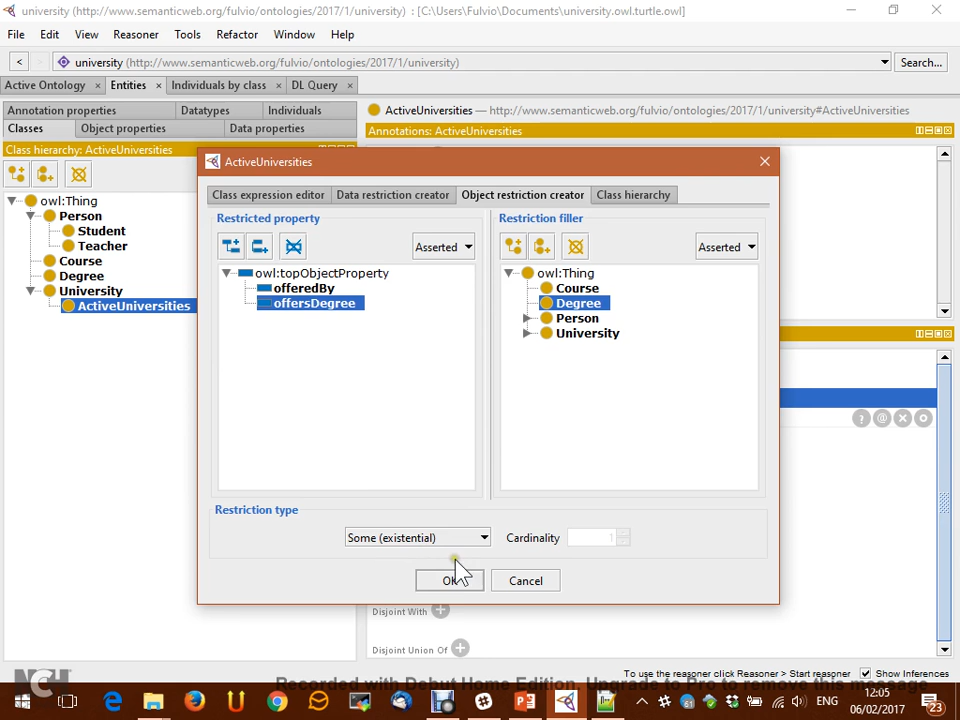 university (http://www.semanticweb.org/fulvio/ontologies/2017/1/university) : [C:\Users\Fulvio\Documents\university.owl.turtle.owl]
File Edit View Reasoner Tools Refactor Window Help
< university (http://www.semanticweb.org/fulvio/ontologies/2017/1/university) Search...
Active Ontology × Entities × Individuals by class × DL Query ×
Annotation properties Datatypes Individuals
Classes Object properties Data properties
Class hierarchy: ActiveUniversities
owl:Thing
Person
Student
Teacher
Course
Degree
University
ActiveUniversities
ActiveUniversities — http://www.semanticweb.org/fulvio/ontologies/2017/1/university#ActiveUniversities
Annotations: ActiveUniversities
ActiveUniversities
Class expression editor Data restriction creator Object restriction creator Class hierarchy
Restricted property
Asserted
owl:topObjectProperty
offeredBy
offersDegree
Restriction filler
Asserted
owl:Thing
Course
Degree
Person
University
Restriction type
Some (existential) Cardinality 1
OK Cancel
? @ × o
Disjoint With +
Disjoint Union Of +
To use the reasoner click Reasoner > Start reasoner Show Inferences
NCH
Recorded with Debut Home Edition. Upgrade to Pro to remove this message
61 ENG 12:05
06/02/2017 23